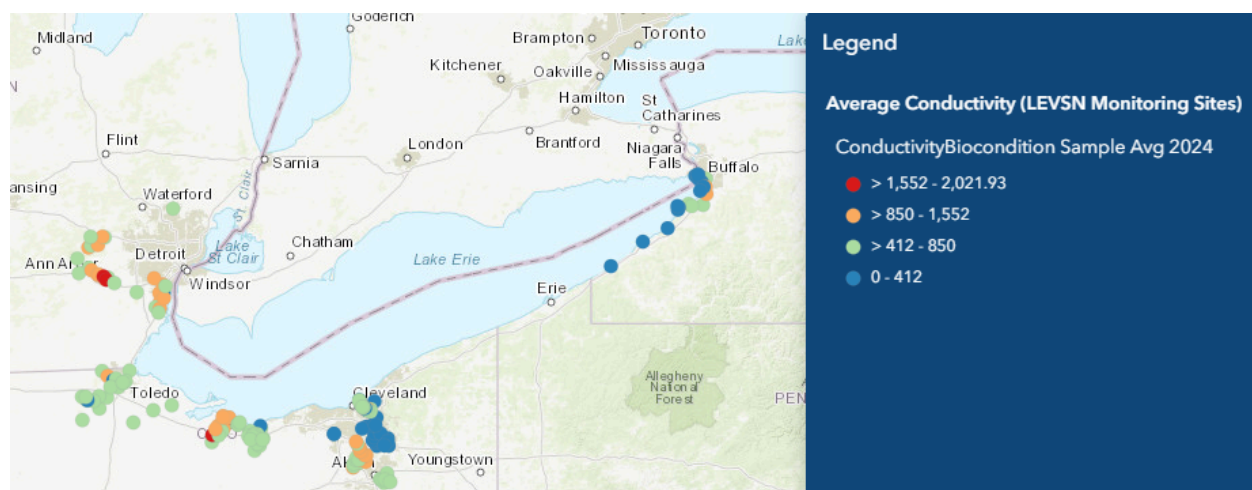 Goderich
Midland
Brampton
Toronto
Lake
Kitchener
Oakville
Mississauga
Hamilton
St
Catharines
Flint
London
Brantford
Niagara
Falls
Buffalo
Sarnia
ansing
Waterford
St. Clair
Lake
St Clair
Chatham
Detroit
Ann
Windsor
Lake Erie
Erie
Allegheny
National
Forest
PEN
Toledo
Cleveland
Youngstown
Legend
Average Conductivity (LEVSN Monitoring Sites)
ConductivityBiocondition Sample Avg 2024
> 1,552 - 2,021.93
> 850 - 1,552
> 412 - 850
0 - 412